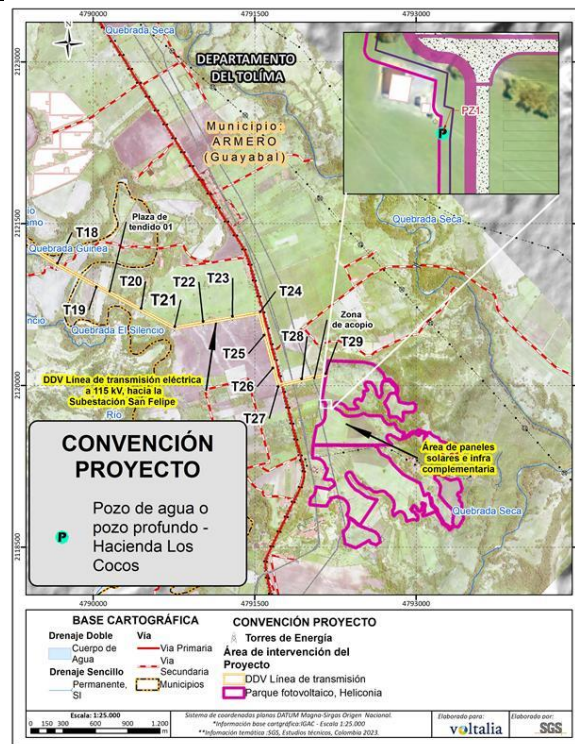 4790000
4791500
4793000
Quebrada Seca
N
DEPARTAMENTO
DEL TOLÍMA
2123000
Municipio:
ARMERO
(Guayabal)
PZ1
P
Quebrada Seca
2121500
T18
Plaza de
tendido 01
Quebrada Guinea
T20
T22
T23
T21
T24
T19
T28
Zona
de acopio
Quebrada El Silencio
T25
T29
T26
T27
2120000
DDV Línea de transmisión eléctrica
a 115 kV, hacia la
Subestación San Felipe
Río
Área de paneles
solares e infra
complementaria
Quebrada Seca
CONVENCIÓN
PROYECTO
P
Pozo de agua o
pozo profundo -
Hacienda Los
Cocos
2118500
4790000
4791500
4793000
BASE CARTOGRÁFICA
Drenaje Doble
Cuerpo de
Agua
Drenaje Sencillo
Permanente,
SI
Vía
Via Primaria
Via
Secundaria
Municipios
CONVENCIÓN PROYECTO
Torres de Energía
Área de intervención del
Proyecto
DDV Línea de transmisión
Parque fotovoltaico, Heliconia
Escala: 1:25.000
0 150 300 600 900 1.200
m
Sistema de coordenadas planas DATUM Magna-Sirgas Origen Nacional.
*Información base cartográfica:IGAC - Escala 1:25.000
**Infomación temática :SGS, Estudios técnicos, Colombia 2023.
Elaborado para:
voltalia
Elaborado por:
SGS